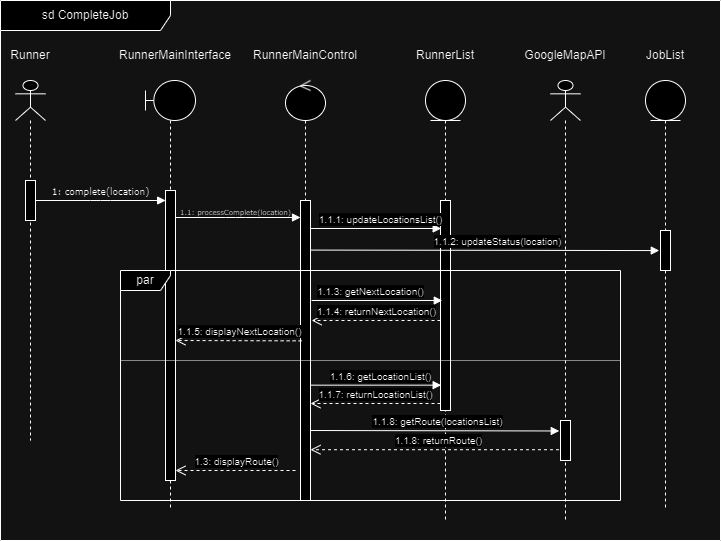 sd CompleteJob
Runner
RunnerMainInterface
RunnerMainControl
RunnerList
GoogleMapAPI
JobList
1: complete(location)
1.1: processComplete(location)
1.1.1: updateLocationsList()
1.1.2: updateStatus(location)
par
1.1.3: getNextLocation()
1.1.4: returnNextLocation()
1.1.5: displayNextLocation()
1.1.6: getLocationList()
1.1.7: returnLocationList()
1.1.8: getRoute(locationsList)
1.1.8: returnRoute()
1.3: displayRoute()